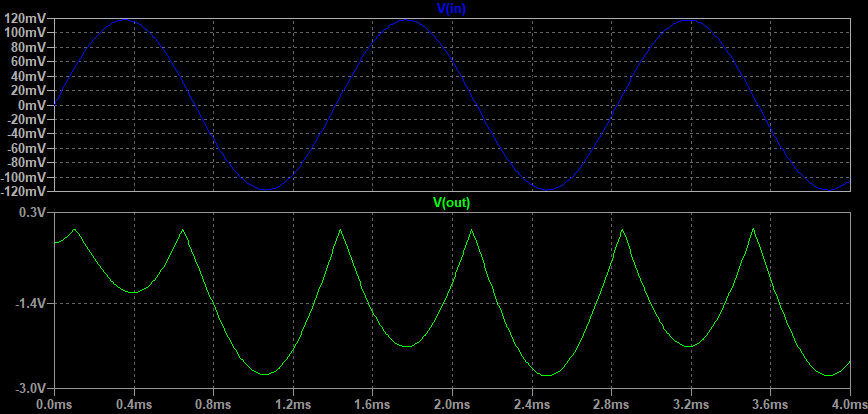 V(in)
120mV
100mV
80mV
60mV
40mV
20mV
0mV
-20mV
-40mV
-60mV
-80mV
-100mV
-120mV
V(out)
0.3V
-1.4V
-3.0V
0.0ms 0.4ms 0.8ms 1.2ms 1.6ms 2.0ms 2.4ms 2.8ms 3.2ms 3.6ms 4.0ms